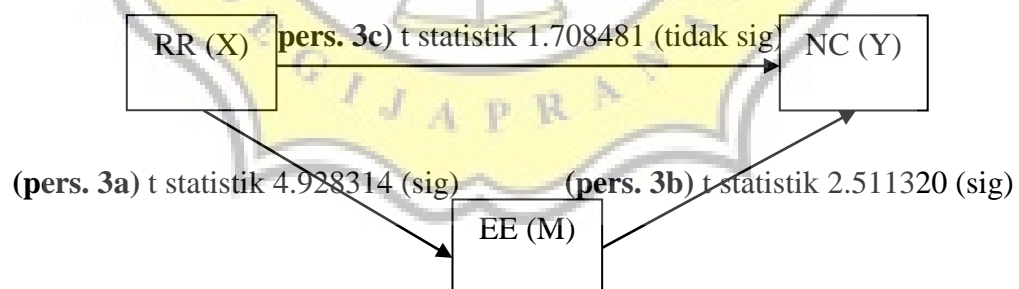 RR (X)
(pers. 3c) t statistik 1.708481 (tidak sig)
NC (Y)
GIJAPRAN
(pers. 3a) t statistik 4.928314 (sig)
(pers. 3b) t statistik 2.511320 (sig)
EE (M)